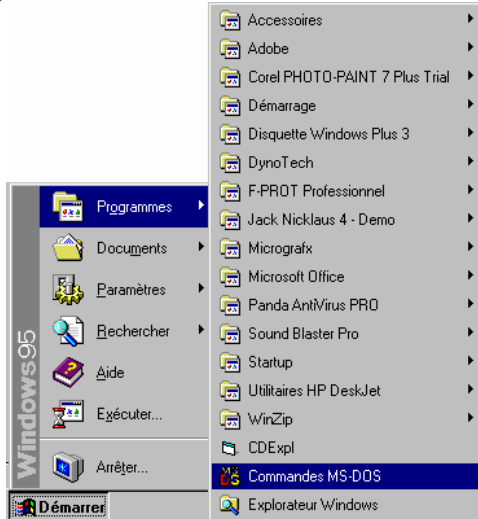 Accessoires
Adobe
Corel PHOTO-PAINT 7 Plus Trial
Démarrage
Disquette Windows Plus 3
DynoTech
F-PROT Professionnel
Jack Nicklaus 4 - Demo
Micrografx
Microsoft Office
Panda AntiVirus PRO
Sound Blaster Pro
Startup
Utilitaires HP DeskJet
WinZip
CDExpl
Commandes MS-DOS
Explorateur Windows
Programmes
Documents
Paramètres
Rechercher
Aide
Exécuter...
Arrêter...
Windows95
Démarrer